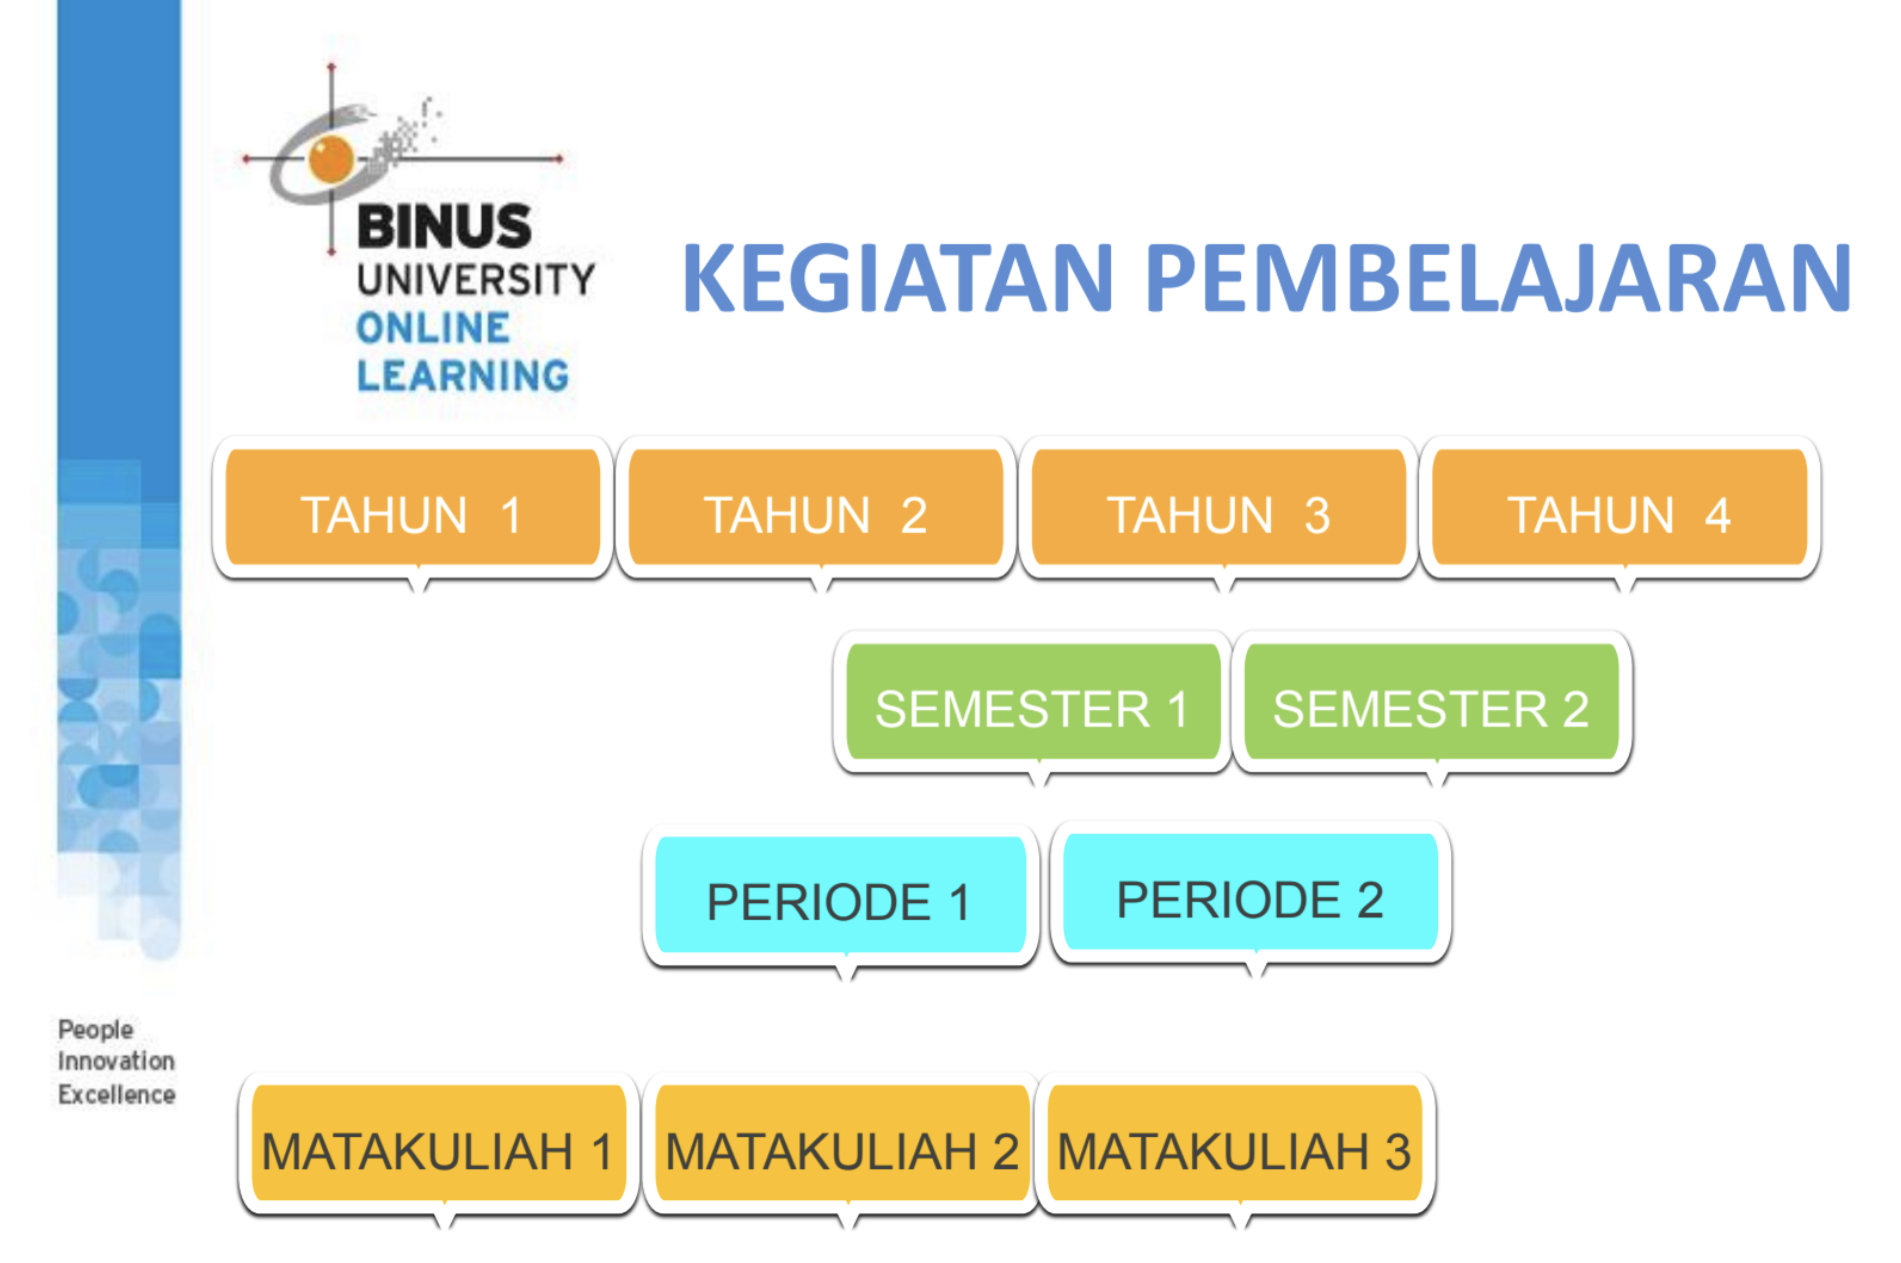 BINUS
UNIVERSITY
ONLINE
LEARNING
KEGIATAN PEMBELAJARAN
TAHUN 1
TAHUN 2
TAHUN 3
TAHUN 4
SEMESTER 1
SEMESTER 2
PERIODE 1
PERIODE 2
People
Innovation
Excellence
MATAKULIAH 1
MATAKULIAH 2
MATAKULIAH 3